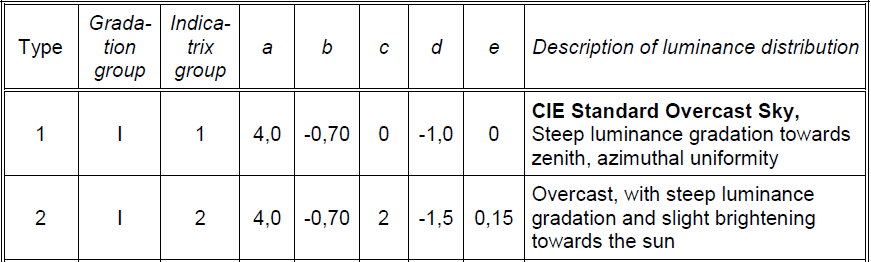 Type Grada- tion group Indica- trix group a b c d e Description of luminance distribution
1 I 1 4,0 -0,70 0 -1,0 0 CIE Standard Overcast Sky,
Steep luminance gradation towards
zenith, azimuthal uniformity
2 I 2 4,0 -0,70 2 -1,5 0,15 Overcast, with steep luminance
gradation and slight brightening
towards the sun